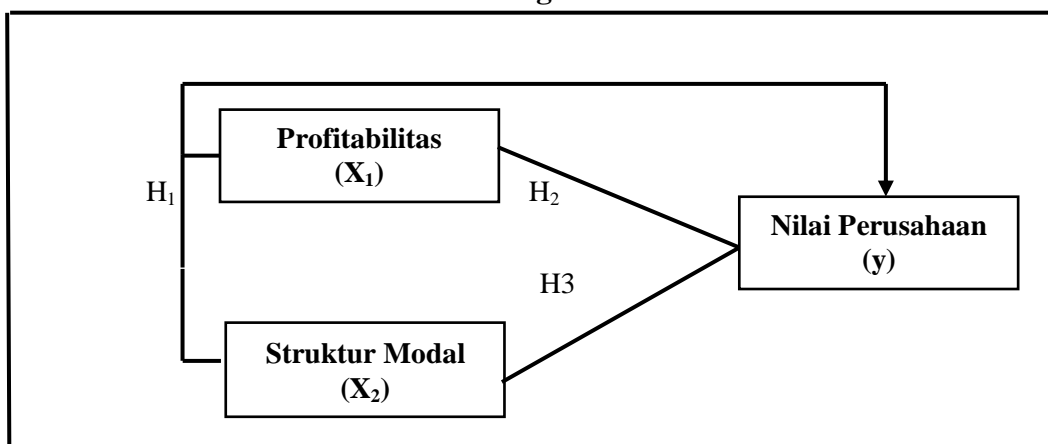 Profitabilitas
(X₁)
H₁
H₂
Nilai Perusahaan
(y)
H3
Struktur Modal
(X₂)